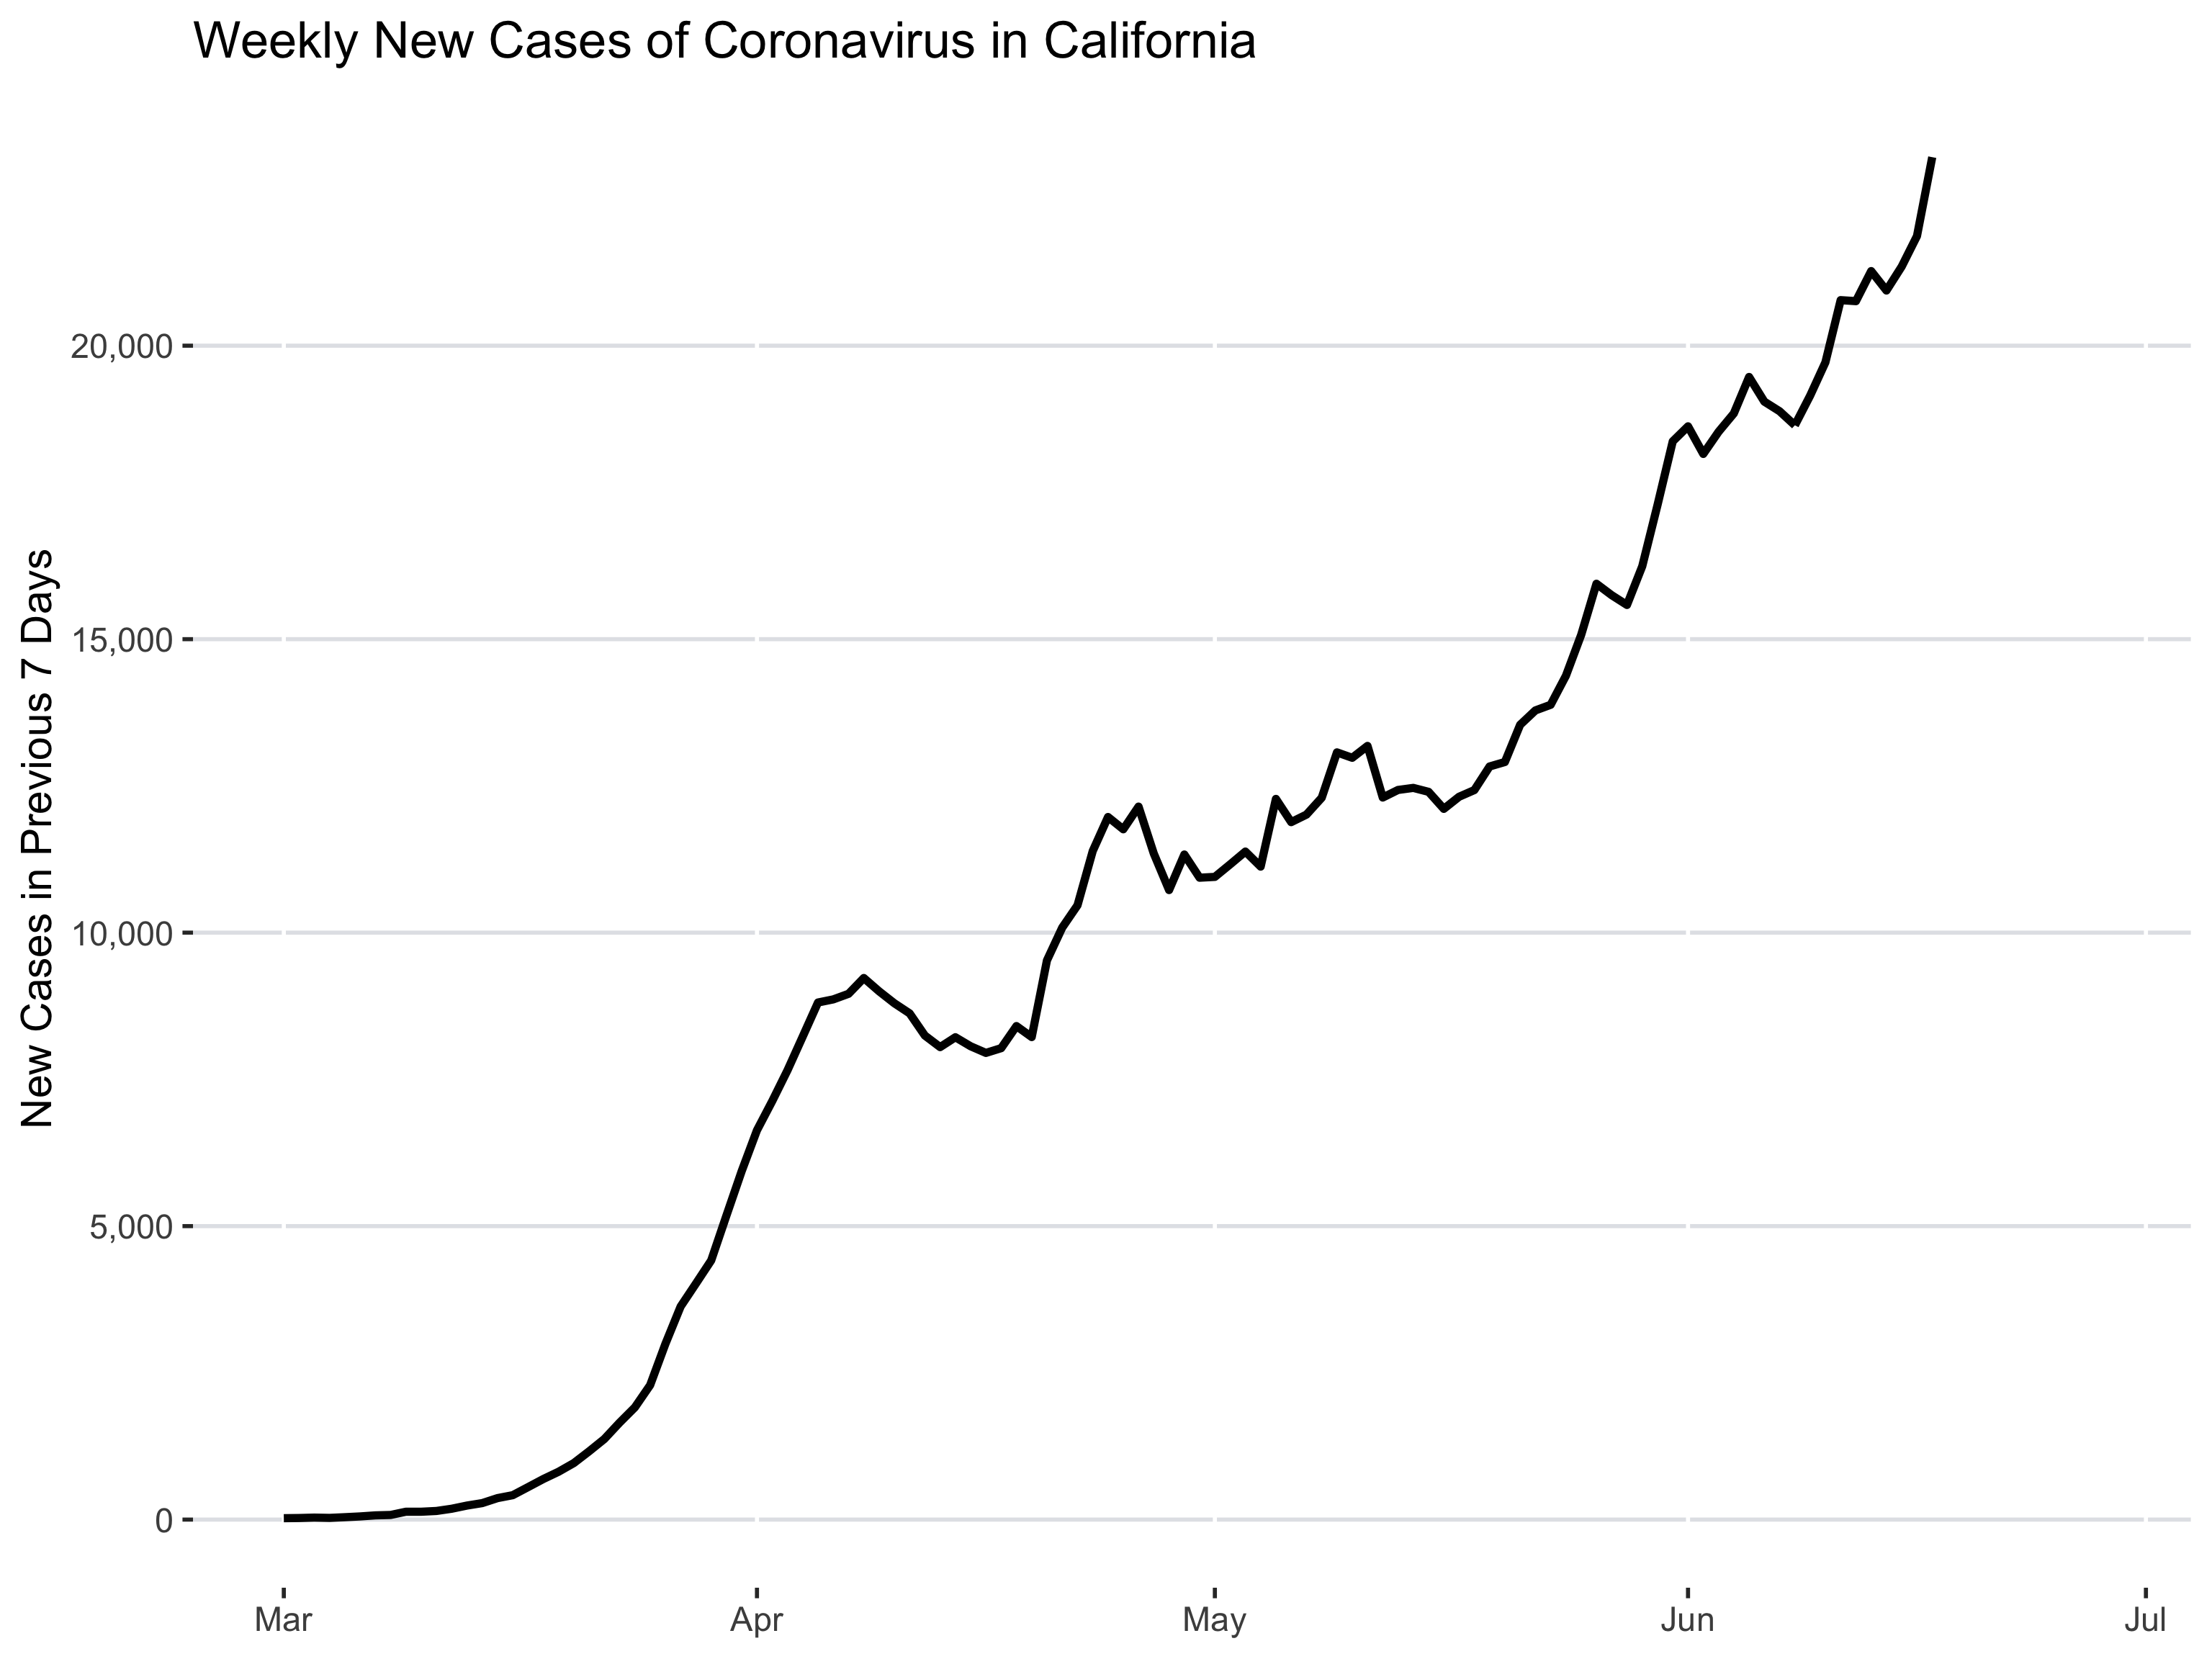 Weekly New Cases of Coronavirus in California
New Cases in Previous 7 Days
20,000
15,000
10,000
5,000
0
Mar
Apr
May
Jun
Jul